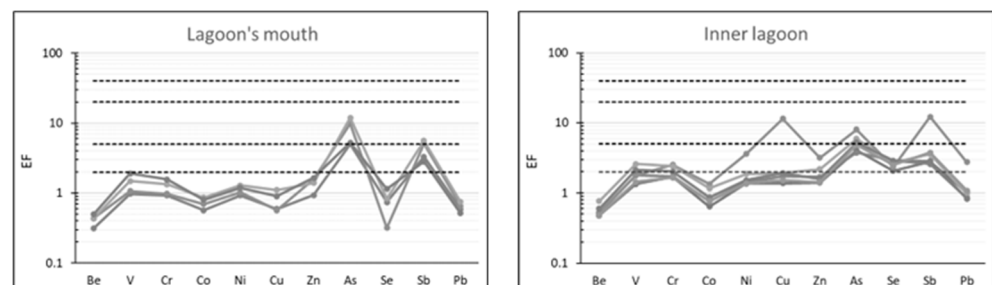 Lagoon's mouth
100
10
1
0.1
EF
Be V Cr Co Ni Cu Zn As Se Sb Pb
Inner lagoon
100
10
1
0.1
EF
Be V Cr Co Ni Cu Zn As Se Sb Pb